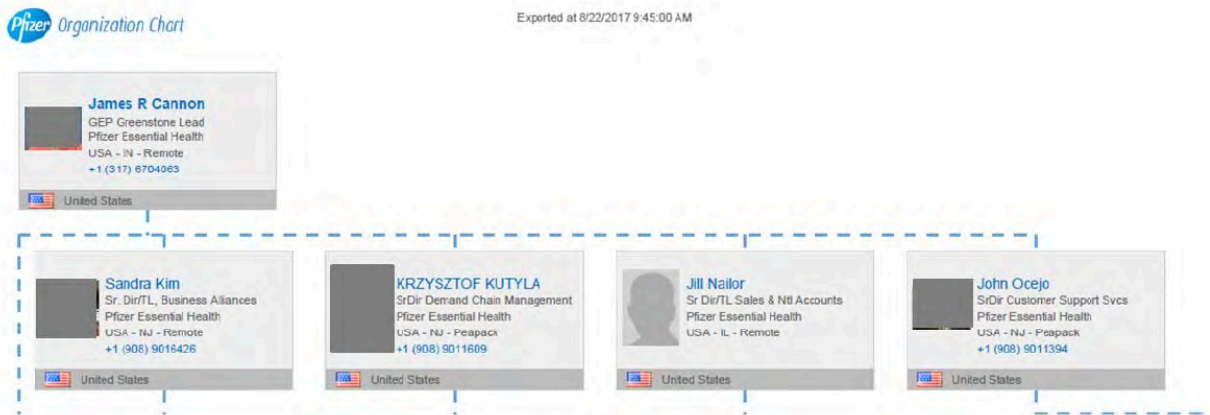 Pfizer Organization Chart
Exported at 8/22/2017 9:45:00 AM
James R Cannon
GEP Greenstone Lead
Pfizer Essential Health
USA - IN - Remote
+1 (317) 6704063
United States
Sandra Kim
Sr. Dir/TL, Business Alliances
Pfizer Essential Health
USA - NJ - Remote
+1 (908) 9016426
United States
KRZYSZTOF KUTYLA
SrDir Demand Chain Management
Pfizer Essential Health
USA - NJ - Peapack
+1 (908) 9011609
United States
Jill Nailor
Sr Dir/TL Sales & Ntl Accounts
Pfizer Essential Health
USA - IL - Remote
United States
John Ocejo
SrDir Customer Support Svcs
Pfizer Essential Health
USA - NJ - Peapack
+1 (908) 9011394
United States